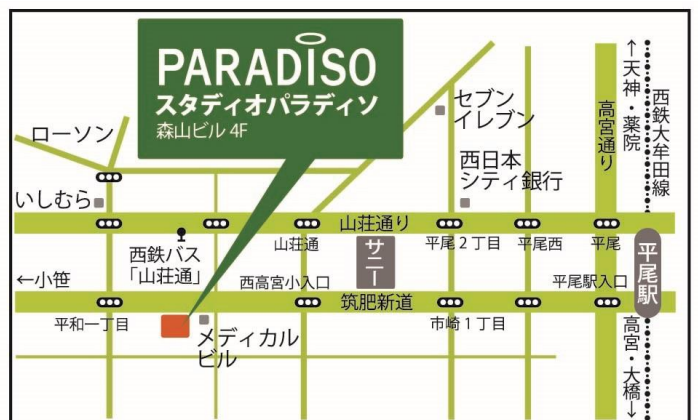 PARADISO
スタディオパラディソ
森山ビル 4F
ローソン
セブン
イレブン
↑天神・薬院
西鉄大牟田線
高宮通り
西日本
シティ銀行
いしむら
山荘通り
西鉄バス
「山荘通」
山荘通
サニー
平尾2丁目
平尾西
平尾
平尾駅
←小笹
西高宮小入口
平尾駅入口
筑肥新道
平和一丁目
メディカル
ビル
市崎1丁目
高宮・大橋↓